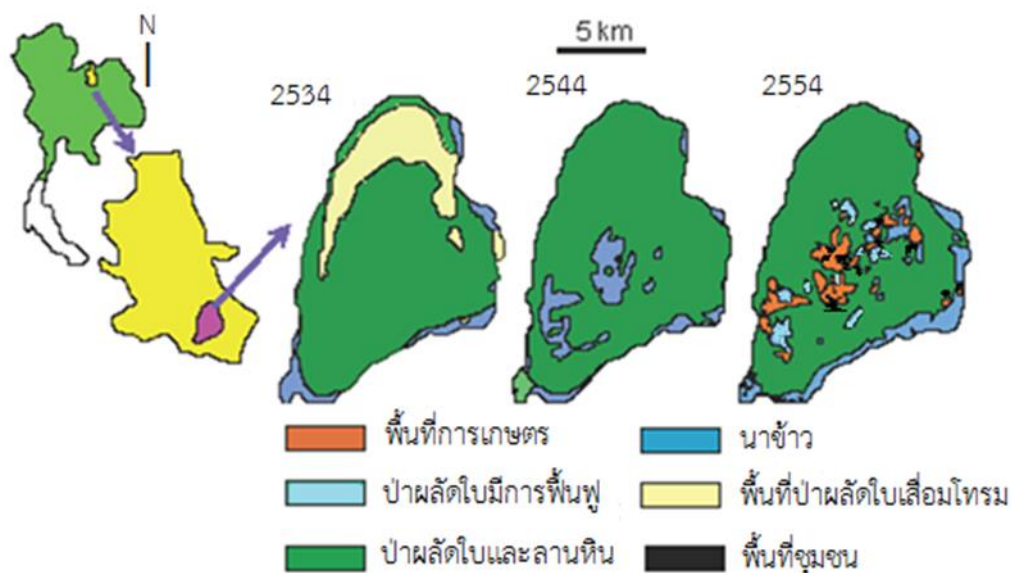 N
5 km
2534
2544
2554
พื้นที่การเกษตร
นาข้าว
ป่าผลัดใบมีการฟื้นฟู
พื้นที่ป่าผลัดใบเสื่อมโทรม
ป่าผลัดใบและลานหิน
พื้นที่ชุมชน